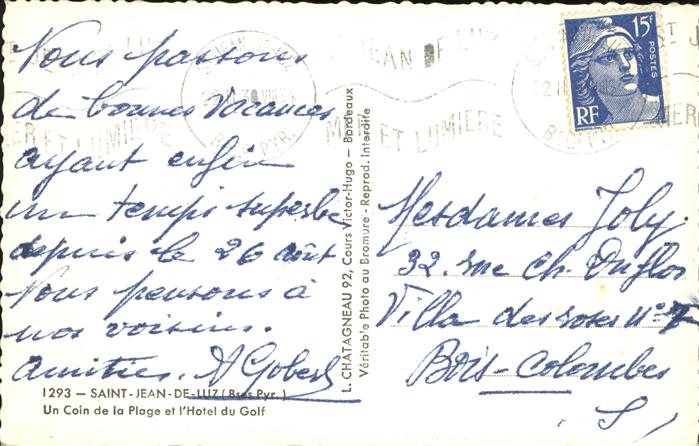 Nous passons
de bonnes vacances
ayant enfin
un temps superbe
depuis le 26 août
Nous pensons à
nos voisins.
Amitiés. A Gobert
1293 - SAINT-JEAN-DE-LUZ (Bses Pyr.)
Un Coin de la Plage et l'Hotel du Golf
L. CHATAGNEAU 92, Cours Victor-Hugo - Bordeaux
Véritable Photo au Bromure - Reprod. Interdite
JEAN DE LUZ
MER ET LUMIERE
15F
POSTES
RF
Mesdames Joly
32, rue Ch. Duflos
Villa des roses
Bois-Colombes
S